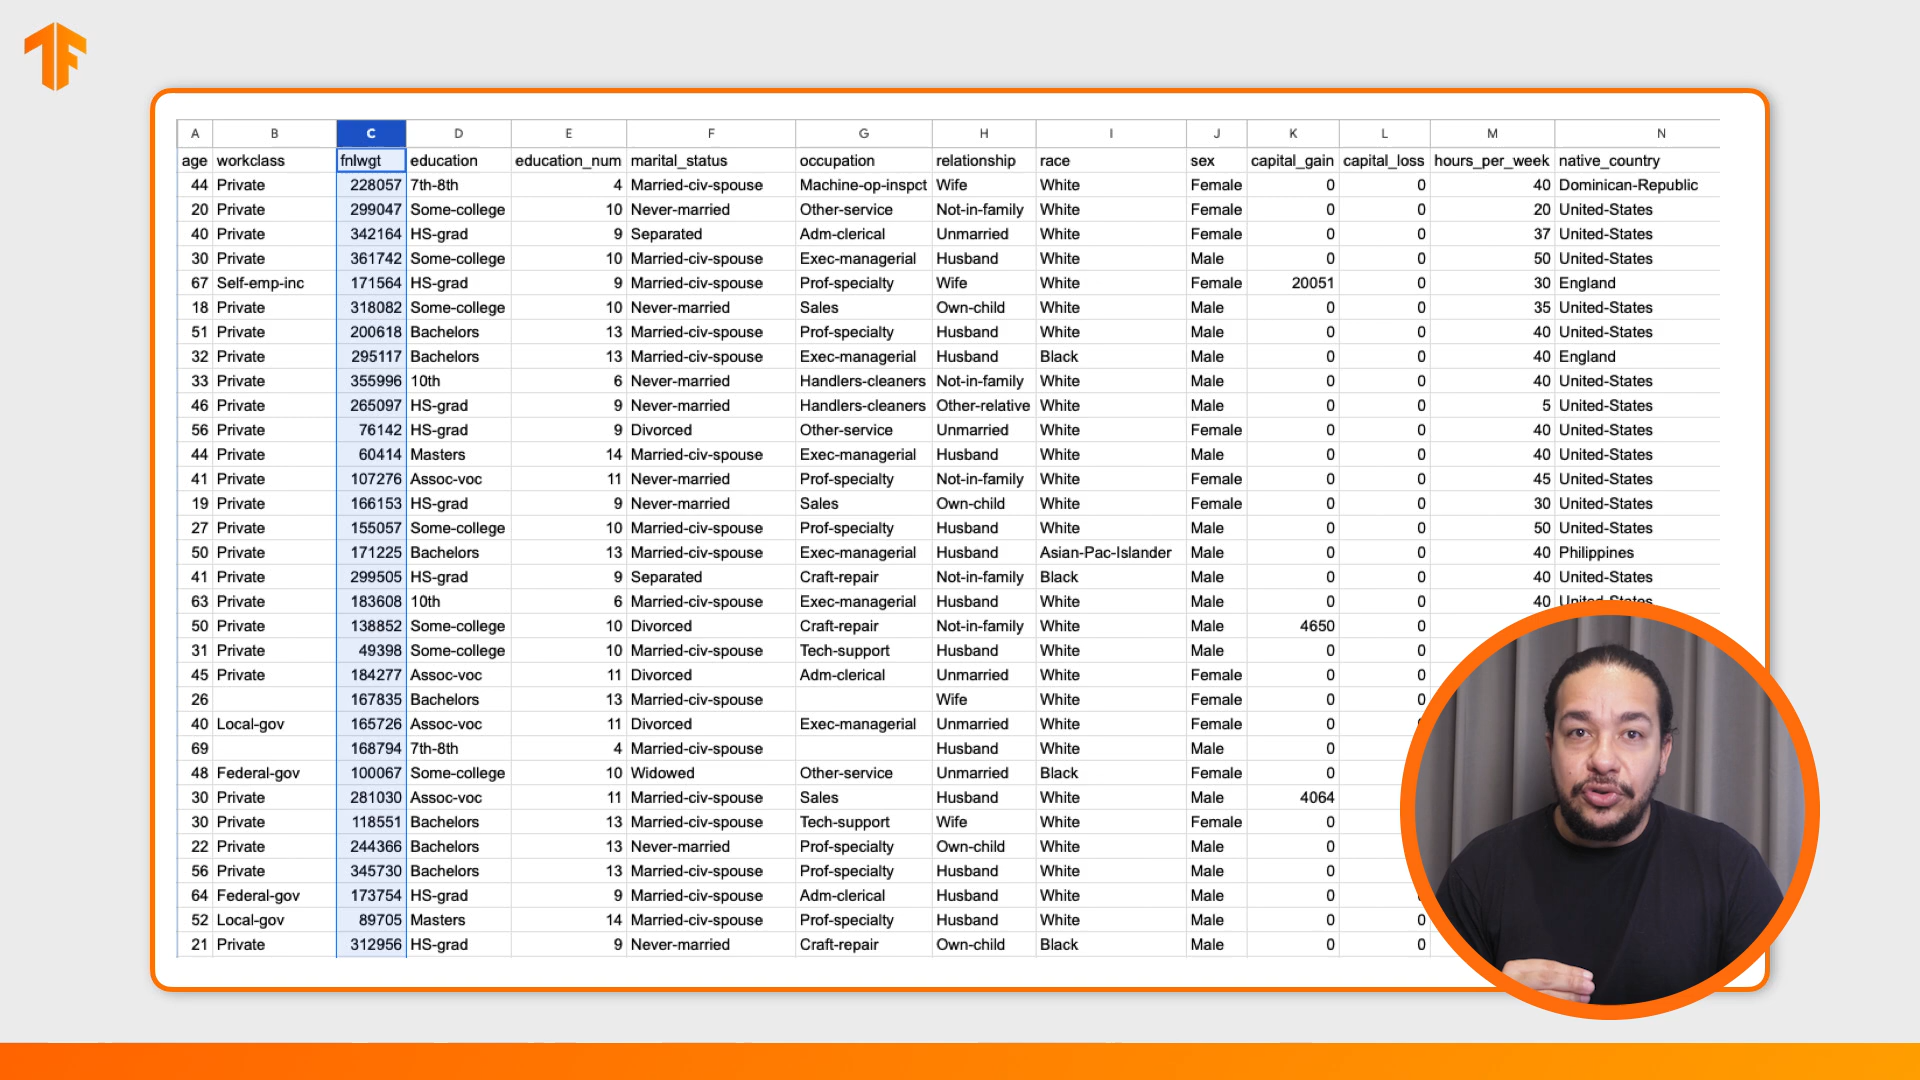 A B C D E F G H I J K L M N
age workclass fnlwgt education education_num marital_status occupation relationship race sex capital_gain capital_loss hours_per_week native_country
44 Private 228057 7th-8th 4 Married-civ-spouse Machine-op-inspct Wife White Female 0 0 40 Dominican-Republic
20 Private 299047 Some-college 10 Never-married Other-service Not-in-family White Female 0 0 20 United-States
40 Private 342164 HS-grad 9 Separated Adm-clerical Unmarried White Female 0 0 37 United-States
30 Private 361742 Some-college 10 Married-civ-spouse Exec-managerial Husband White Male 0 0 50 United-States
67 Self-emp-inc 171564 HS-grad 9 Married-civ-spouse Prof-specialty Wife White Female 20051 0 30 England
18 Private 318082 Some-college 10 Never-married Sales Own-child White Male 0 0 35 United-States
51 Private 200618 Bachelors 13 Married-civ-spouse Prof-specialty Husband White Male 0 0 40 United-States
32 Private 295117 Bachelors 13 Married-civ-spouse Exec-managerial Husband Black Male 0 0 40 England
33 Private 355996 10th 6 Never-married Handlers-cleaners Not-in-family White Male 0 0 40 United-States
46 Private 265097 HS-grad 9 Never-married Handlers-cleaners Other-relative White Male 0 0 5 United-States
56 Private 76142 HS-grad 9 Divorced Other-service Unmarried White Female 0 0 40 United-States
44 Private 60414 Masters 14 Married-civ-spouse Exec-managerial Husband White Male 0 0 40 United-States
41 Private 107276 Assoc-voc 11 Never-married Prof-specialty Not-in-family White Female 0 0 45 United-States
19 Private 166153 HS-grad 9 Never-married Sales Own-child White Female 0 0 30 United-States
27 Private 155057 Some-college 10 Married-civ-spouse Prof-specialty Husband White Male 0 0 50 United-States
50 Private 171225 Bachelors 13 Married-civ-spouse Exec-managerial Husband Asian-Pac-Islander Male 0 0 40 Philippines
41 Private 299505 HS-grad 9 Separated Craft-repair Not-in-family Black Male 0 0 40 United-States
63 Private 183608 10th 6 Married-civ-spouse Exec-managerial Husband White Male 0 0 40 United-States
50 Private 138852 Some-college 10 Divorced Craft-repair Not-in-family White Male 4650 0
31 Private 49398 Some-college 10 Married-civ-spouse Tech-support Husband White Male 0 0
45 Private 184277 Assoc-voc 11 Divorced Adm-clerical Unmarried White Female 0 0
26 167835 Bachelors 13 Married-civ-spouse Wife White Female 0 0
40 Local-gov 165726 Assoc-voc 11 Divorced Exec-managerial Unmarried White Female 0 0
69 168794 7th-8th 4 Married-civ-spouse Husband White Male 0
48 Federal-gov 100067 Some-college 10 Widowed Other-service Unmarried Black Female 0
30 Private 281030 Assoc-voc 11 Married-civ-spouse Sales Husband White Male 4064
30 Private 118551 Bachelors 13 Married-civ-spouse Tech-support Wife White Female 0
22 Private 244366 Bachelors 13 Never-married Prof-specialty Own-child White Male 0
56 Private 345730 Bachelors 13 Married-civ-spouse Prof-specialty Husband White Male 0
64 Federal-gov 173754 HS-grad 9 Married-civ-spouse Adm-clerical Husband White Male 0 0
52 Local-gov 89705 Masters 14 Married-civ-spouse Prof-specialty Husband White Male 0 0
21 Private 312956 HS-grad 9 Never-married Craft-repair Own-child Black Male 0 0